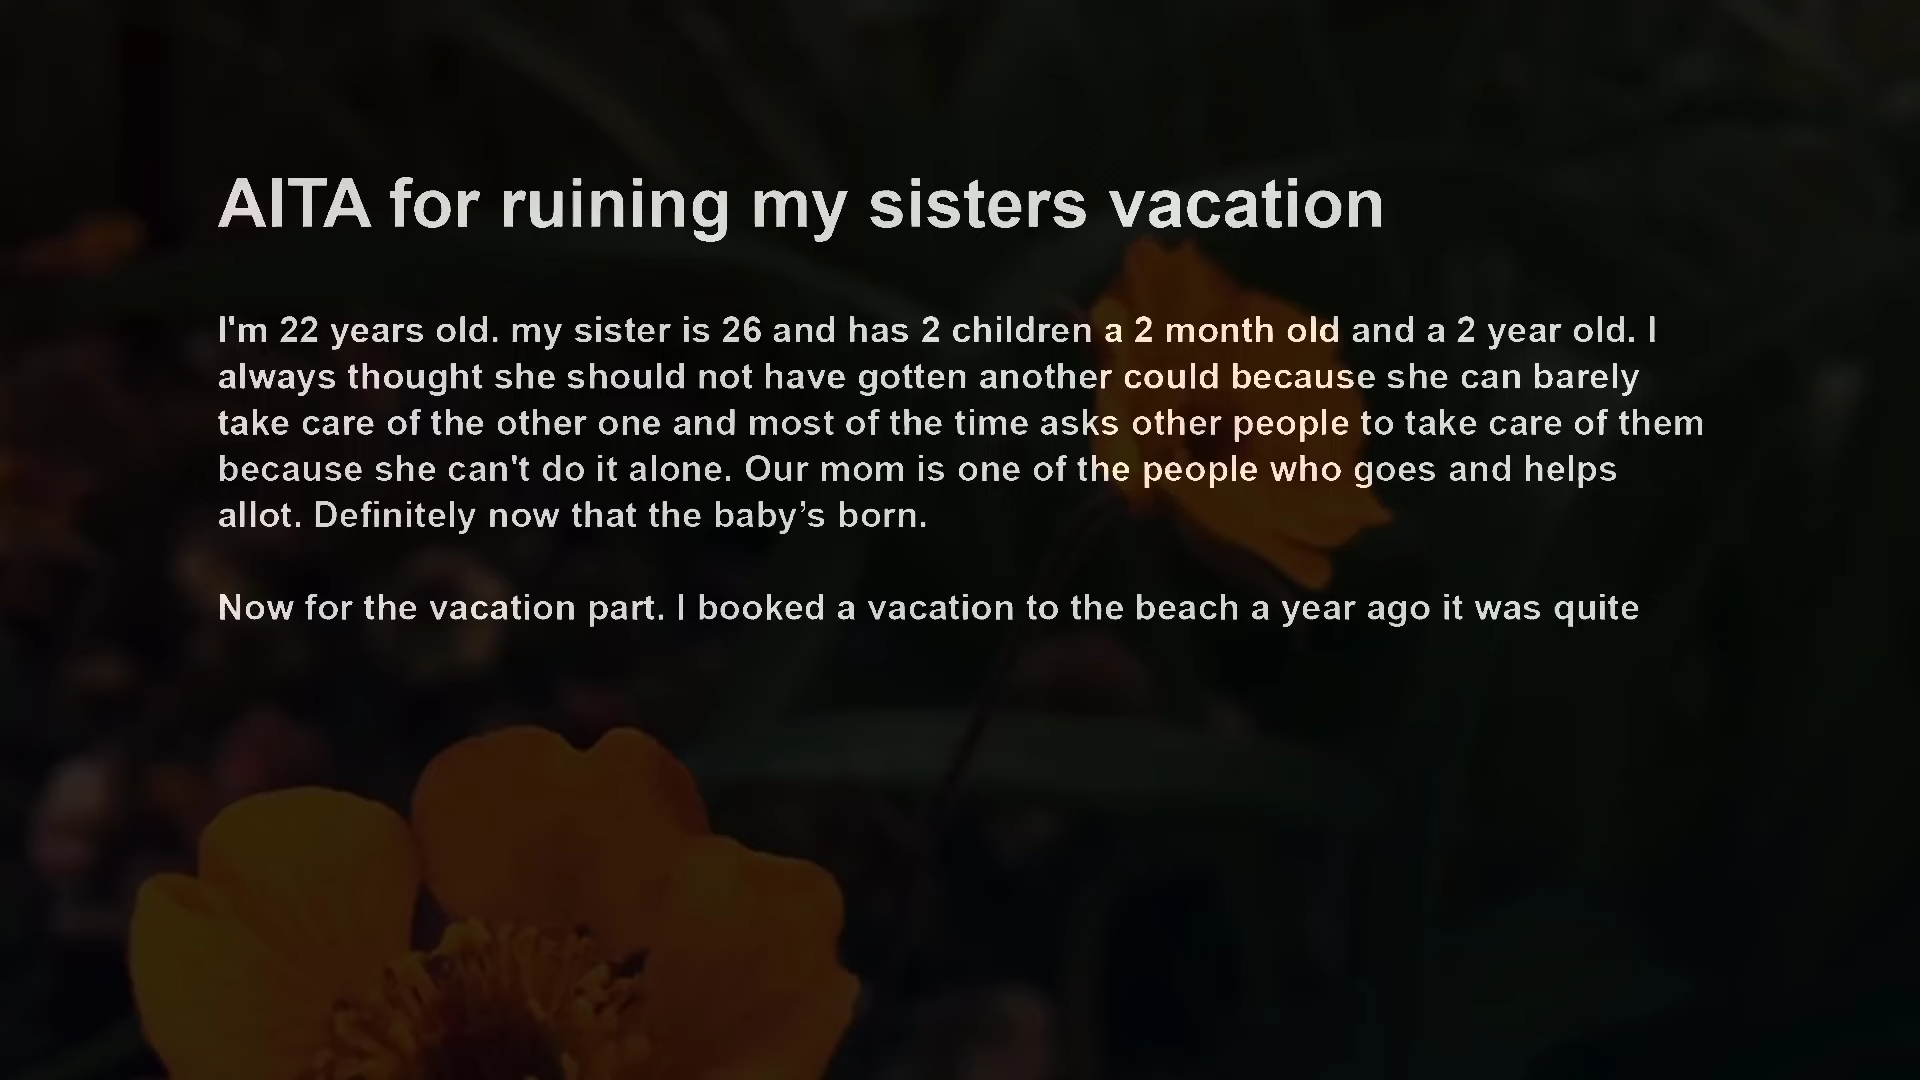 AITA for ruining my sisters vacation
I'm 22 years old. my sister is 26 and has 2 children a 2 month old and a 2 year old. I
always thought she should not have gotten another could because she can barely
take care of the other one and most of the time asks other people to take care of them
because she can't do it alone. Our mom is one of the people who goes and helps
allot. Definitely now that the baby’s born.
Now for the vacation part. I booked a vacation to the beach a year ago it was quite